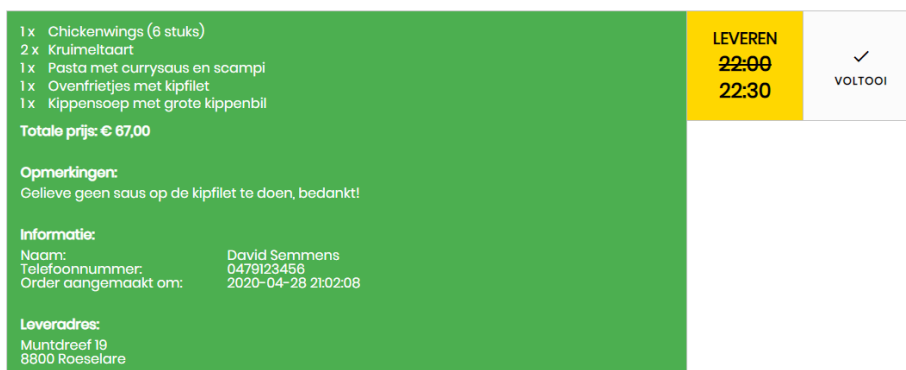 1 x Chickenwings (6 stuks)
2 x Kruimeltaart
1 x Pasta met currysaus en scampi
1 x Ovenfrietjes met kipfilet
1 x Kippensoep met grote kippenbil
Totale prijs: € 67,00
Opmerkingen:
Gelieve geen saus op de kipfilet te doen, bedankt!
Informatie:
Naam: David Semmens
Telefoonnummer: 0479123456
Order aangemaakt om: 2020-04-28 21:02:08
Leveradres:
Muntdreef 19
8800 Roeselare
LEVEREN
22:00
22:30
VOLTOOI